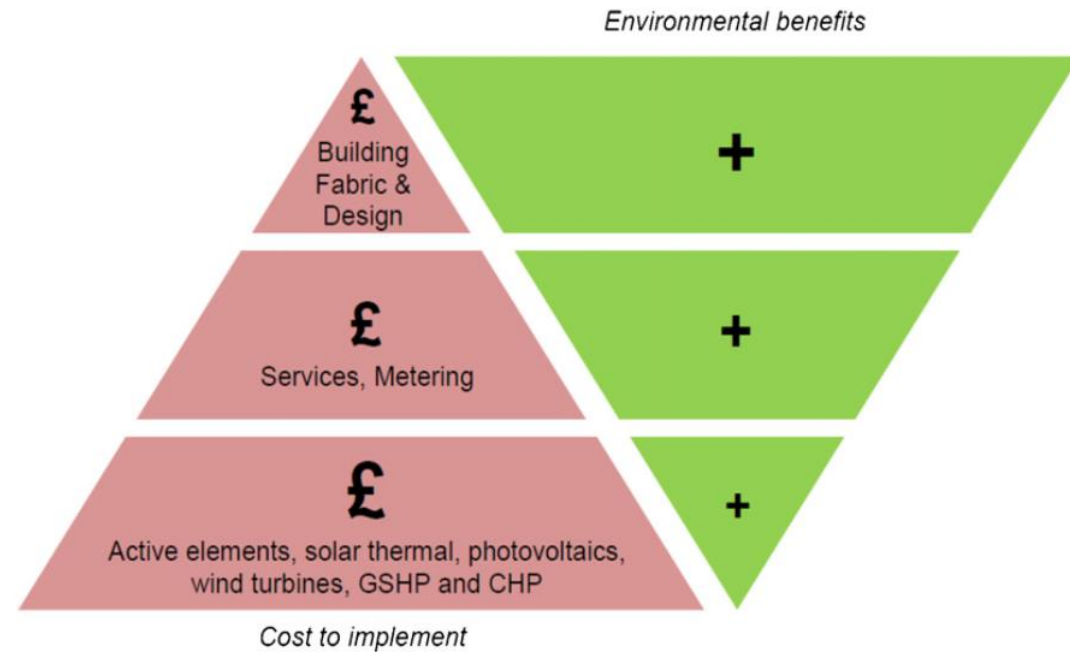 Environmental benefits
£
Building
Fabric &
Design
+
£
Services, Metering
+
£
Active elements, solar thermal, photovoltaics,
wind turbines, GSHP and CHP
+
Cost to implement